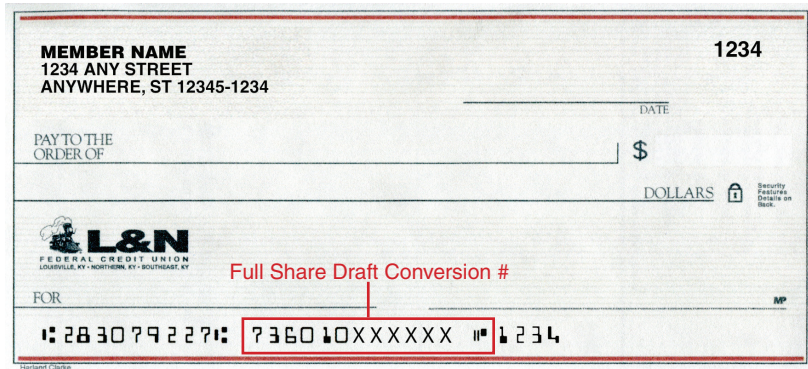 MEMBER NAME
1234
1234 ANY STREET
ANYWHERE, ST 12345-1234
DATE
PAY TO THE
ORDER OF
$
DOLLARS
Security
Features
Details on
Back.
L&N
FEDERAL CREDIT UNION
LOUISVILLE, KY • NORTHERN, KY • SOUTHEAST, KY
Full Share Draft Conversion #
FOR
MP
⑆283079227⑆ 736010XXXXXX ⑈1234
Harland Clarke